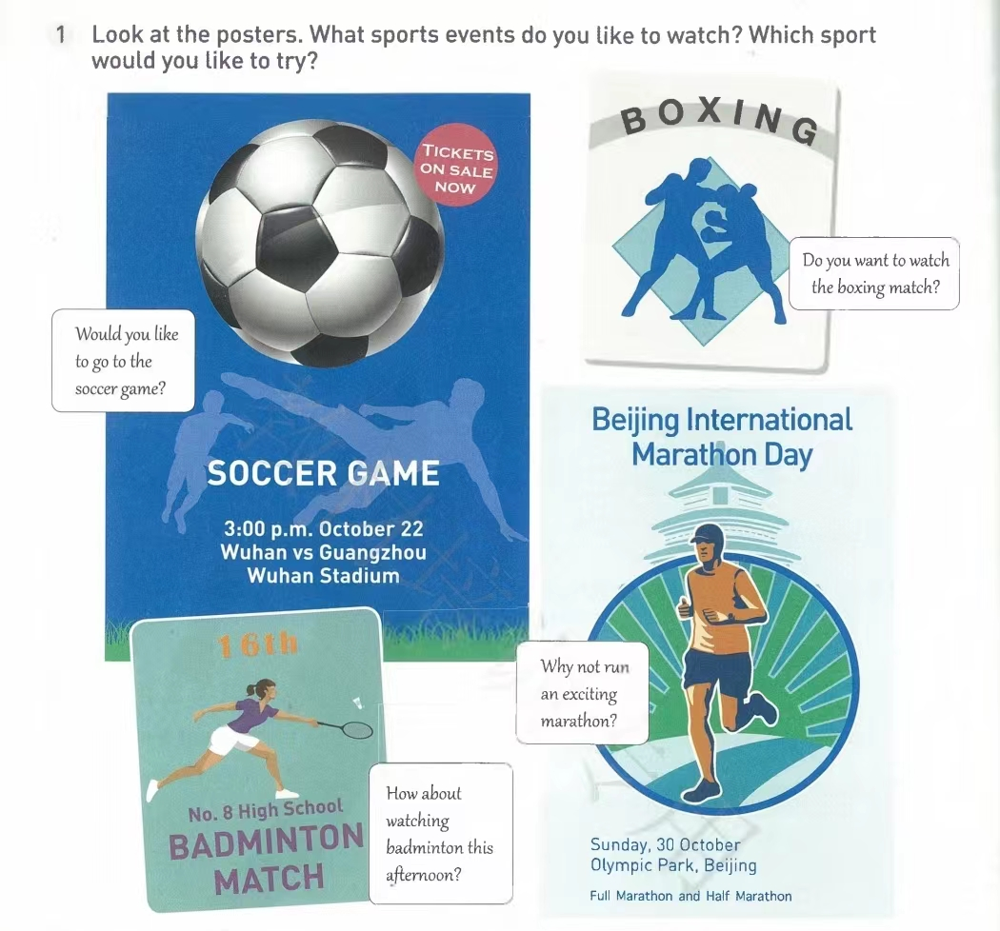 1 Look at the posters. What sports events do you like to watch? Which sport
would you like to try?
TICKETS
ON SALE
NOW
Would you like
to go to the
soccer game?
SOCCER GAME
3:00 p.m. October 22
Wuhan vs Guangzhou
Wuhan Stadium
BOXING
Do you want to watch
the boxing match?
Beijing International
Marathon Day
Why not run
an exciting
marathon?
Sunday, 30 October
Olympic Park, Beijing
Full Marathon and Half Marathon
16th
No. 8 High School
BADMINTON
MATCH
How about
watching
badminton this
afternoon?